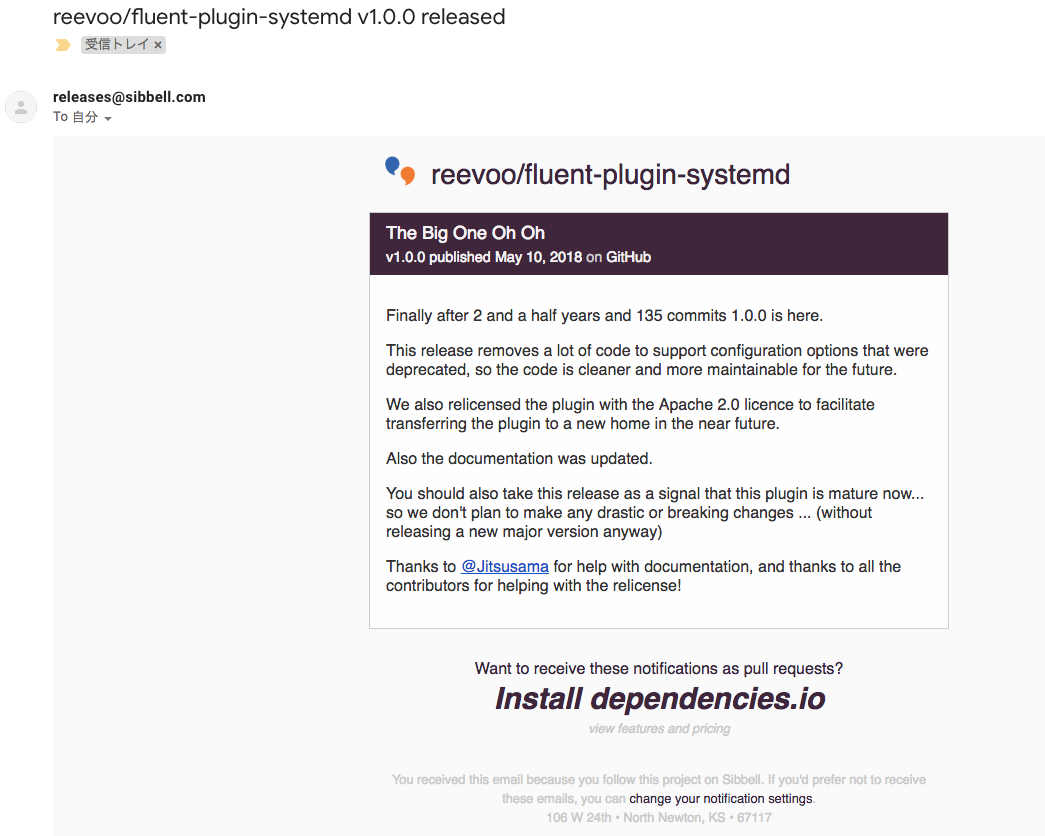 reevoo/fluent-plugin-systemd v1.0.0 released
受信トレイ ×
releases@sibbell.com
To 自分
reevoo/fluent-plugin-systemd
The Big One Oh Oh
v1.0.0 published May 10, 2018 on GitHub
Finally after 2 and a half years and 135 commits 1.0.0 is here.
This release removes a lot of code to support configuration options that were
deprecated, so the code is cleaner and more maintainable for the future.
We also relicensed the plugin with the Apache 2.0 licence to facilitate
transferring the plugin to a new home in the near future.
Also the documentation was updated.
You should also take this release as a signal that this plugin is mature now...
so we don't plan to make any drastic or breaking changes ... (without
releasing a new major version anyway)
Thanks to @Jitsusama for help with documentation, and thanks to all the
contributors for helping with the relicense!
Want to receive these notifications as pull requests?
Install dependencies.io
view features and pricing
You received this email because you follow this project on Sibbell. If you'd prefer not to receive
these emails, you can change your notification settings.
106 W 24th • North Newton, KS • 67117